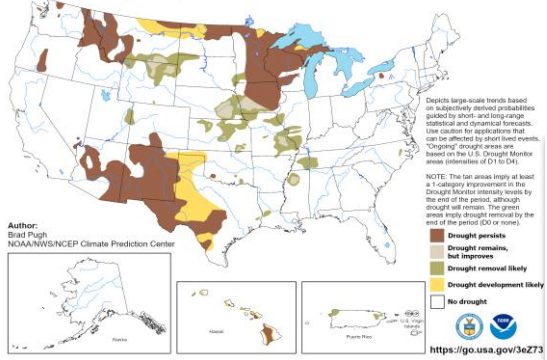 Depicts large-scale trends based
on subjectively derived probabilities
guided by short- and long-range
statistical and dynamical forecasts.
Use caution for applications that
can be affected by short lived events.
"Ongoing" drought areas are
based on the U.S. Drought Monitor
areas (intensities of D1 to D4).
NOTE: The tan areas imply at least
a 1-category improvement in the
Drought Monitor intensity levels by
the end of the period, although
drought will remain. The green
areas imply drought removal by the
end of the period (D0 or none).
Author:
Brad Pugh
NOAA/NWS/NCEP Climate Prediction Center
Drought persists
Drought remains,
but improves
Drought removal likely
Drought development likely
No drought
Alaska
Hawaii
Puerto Rico
U.S. Virgin
Islands
NOAA
https://go.usa.gov/3eZ73